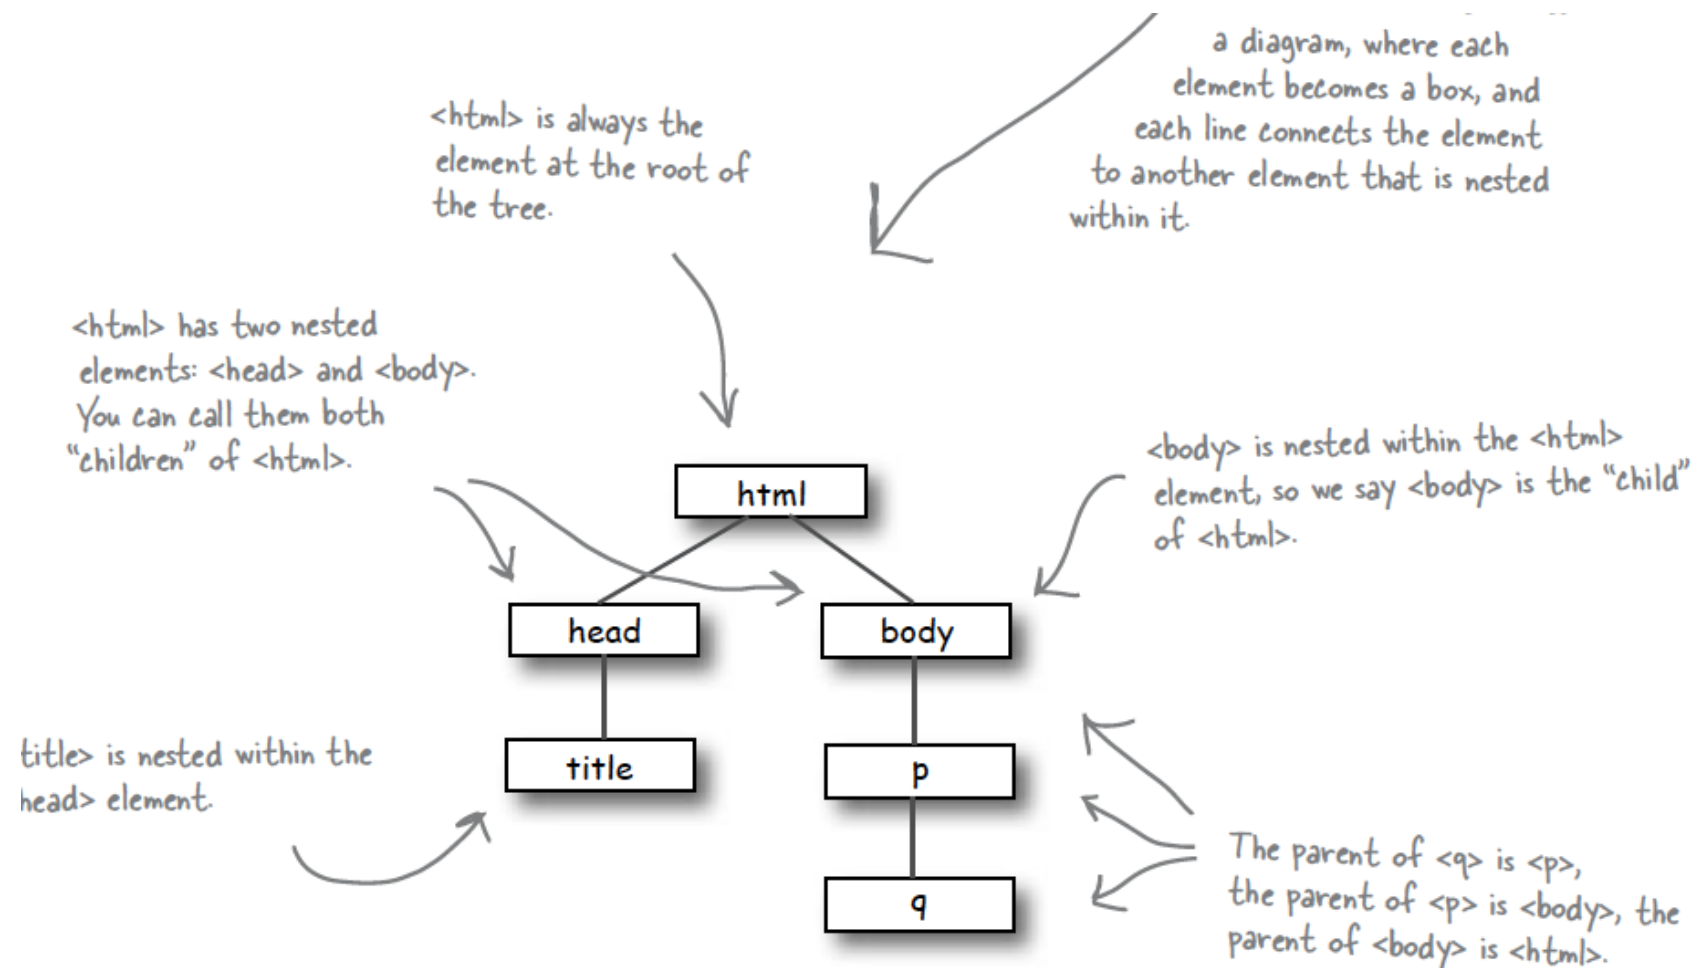 a diagram, where each
element becomes a box, and
each line connects the element
to another element that is nested
within it.
<html> is always the
element at the root of
the tree.
<html> has two nested
elements: <head> and <body>.
You can call them both
“children” of <html>.
<body> is nested within the <html>
element, so we say <body> is the “child”
of <html>.
html
head
body
title> is nested within the
head> element.
title
p
q
The parent of <q> is <p>,
the parent of <p> is <body>, the
parent of <body> is <html>.